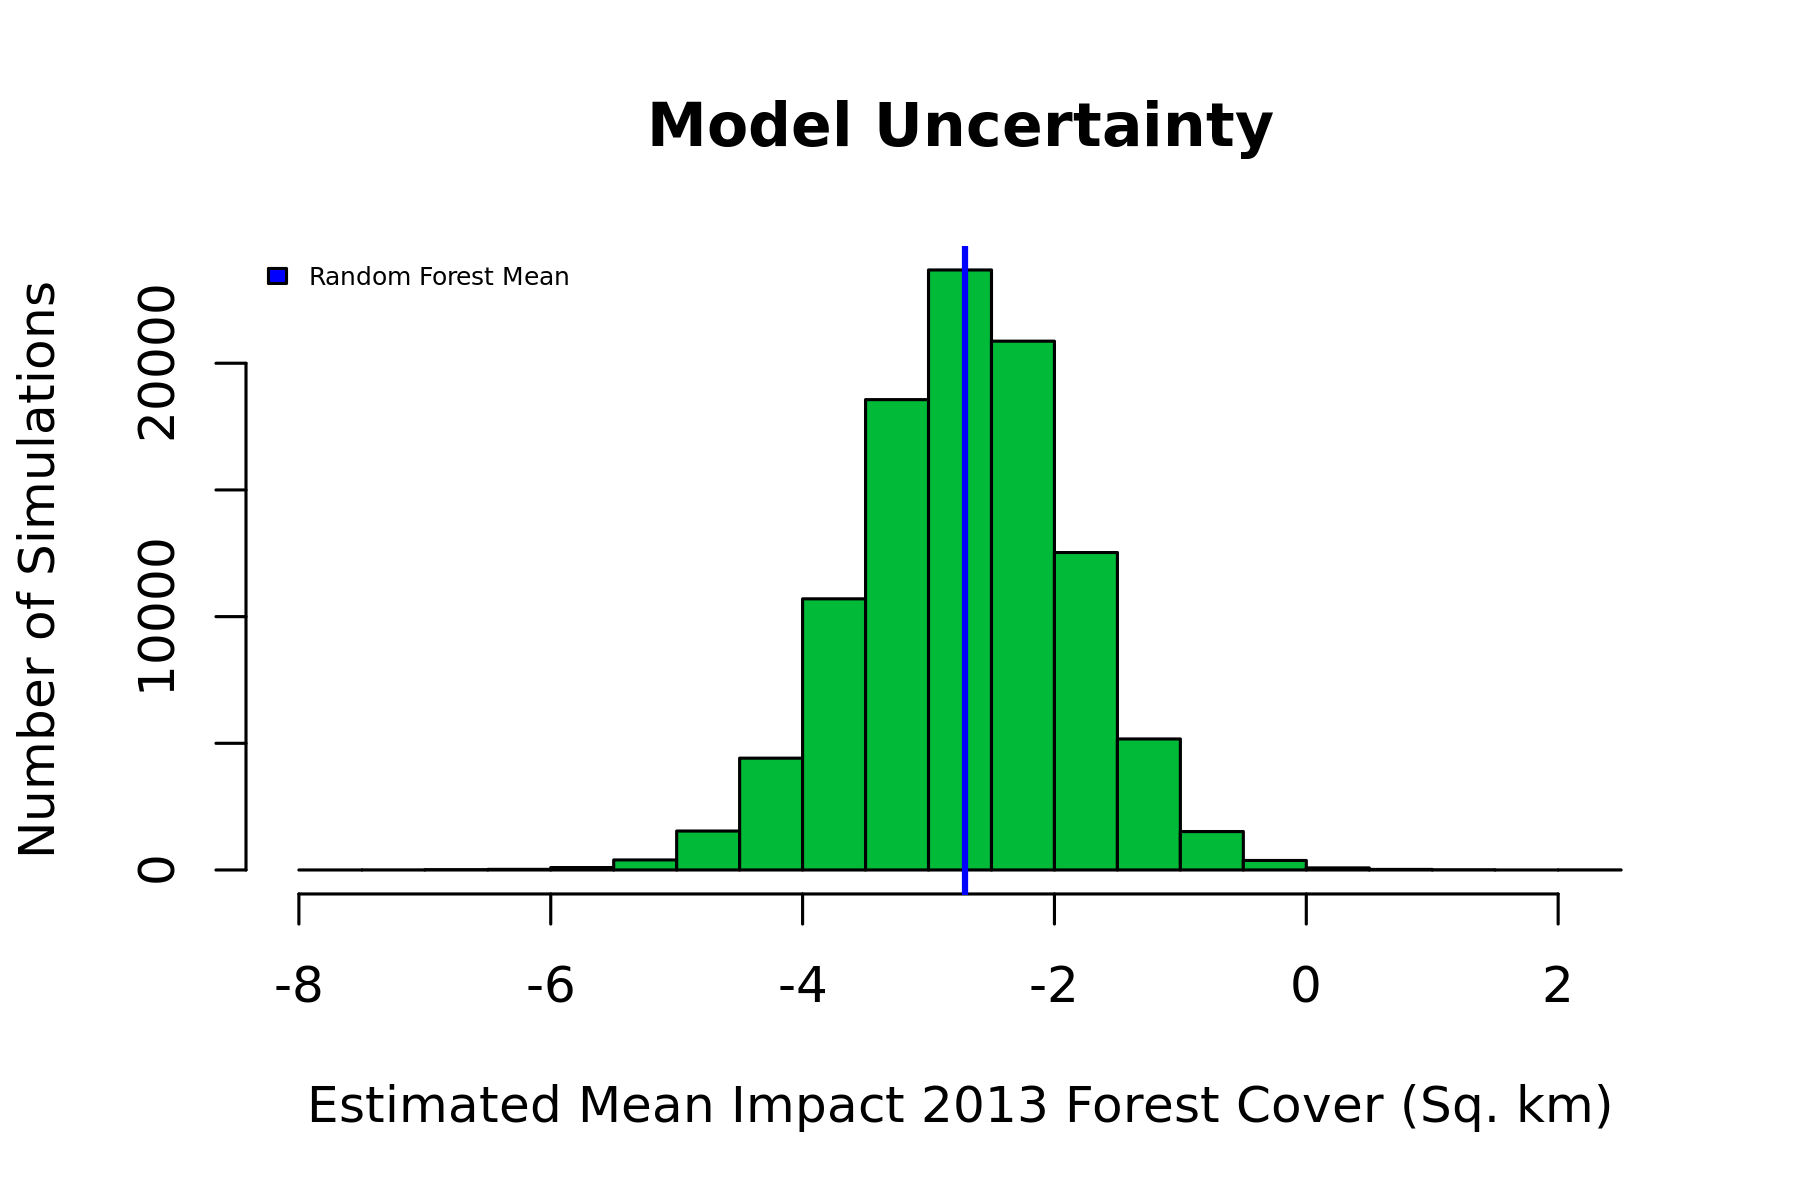 Model Uncertainty
Random Forest Mean
Number of Simulations
20000
10000
0
-8 -6 -4 -2 0 2
Estimated Mean Impact 2013 Forest Cover (Sq. km)